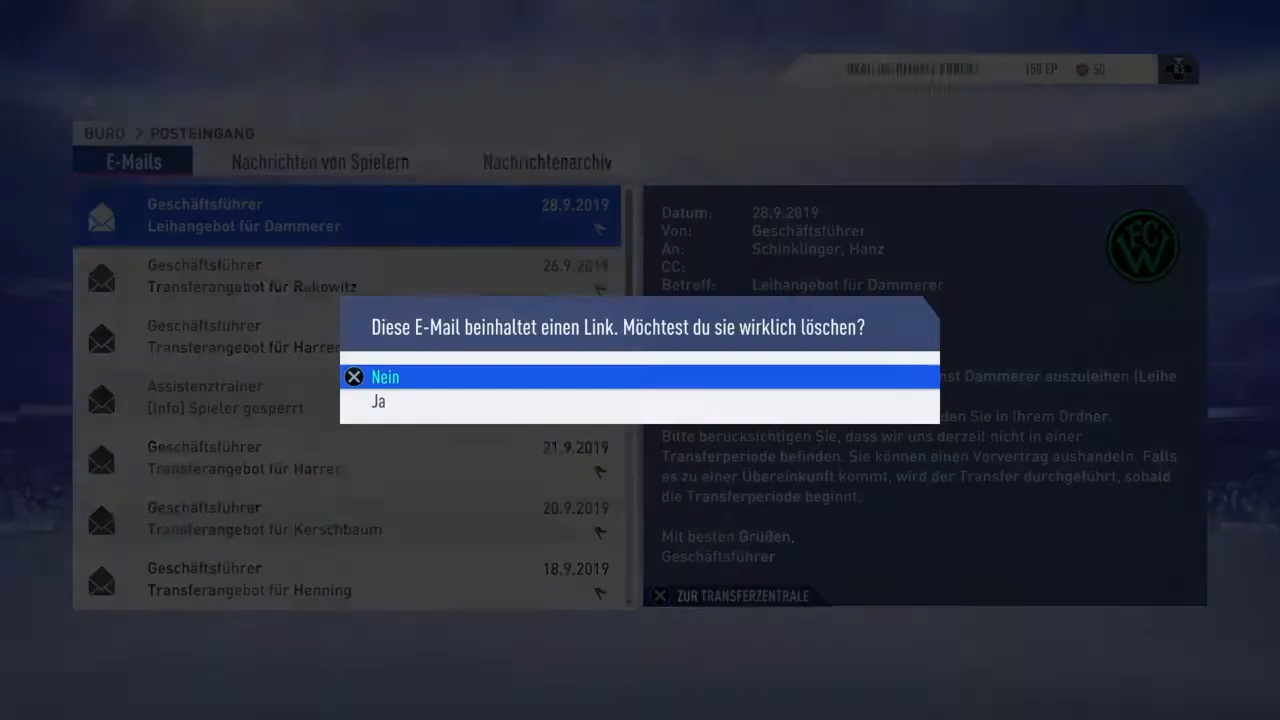 150 EP 50
BÜRO > POSTEINGANG
E-Mails Nachrichten von Spielern Nachrichtenarchiv
Geschäftsführer 28.9.2019
Leihangebot für Dammerer
Geschäftsführer 26.9.2019
Transferangebot für Rakowitz
Geschäftsführer
Transferangebot für Harrer
Assistenztrainer
[Info] Spieler gesperrt
Geschäftsführer 21.9.2019
Transferangebot für Harrer
Geschäftsführer 20.9.2019
Transferangebot für Kerschbaum
Geschäftsführer 18.9.2019
Transferangebot für Henning
Datum: 28.9.2019
Von: Geschäftsführer
An: Schinklinger, Hanz
CC:
Betreff: Leihangebot für Dammerer
FC
W
Diese E-Mail beinhaltet einen Link. Möchtest du sie wirklich löschen?
Nein
Ja
Dammerer auszuleihen |Leihe
Sie in Ihrem Ordner.
Bitte berücksichtigen Sie, dass wir uns derzeit nicht in einer
Transferperiode befinden. Sie können einen Vorvertrag aushandeln. Falls
es zu einer Übereinkunft kommt, wird der Transfer durchgeführt, sobald
die Transferperiode beginnt.
Mit besten Grüßen,
Geschäftsführer
ZUR TRANSFERZENTRALE